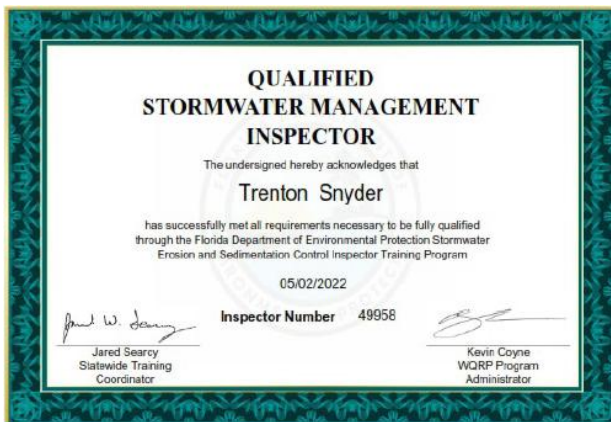 QUALIFIED
STORMWATER MANAGEMENT
INSPECTOR
The undersigned hereby acknowledges that
Trenton Snyder
has successfully met all requirements necessary to be fully qualified
through the Florida Department of Environmental Protection Stormwater
Erosion and Sedimentation Control Inspector Training Program
05/02/2022
Inspector Number 49958
Jared W. Searcy
Jared Searcy
Statewide Training
Coordinator
Kevin Coyne
WQRP Program
Administrator